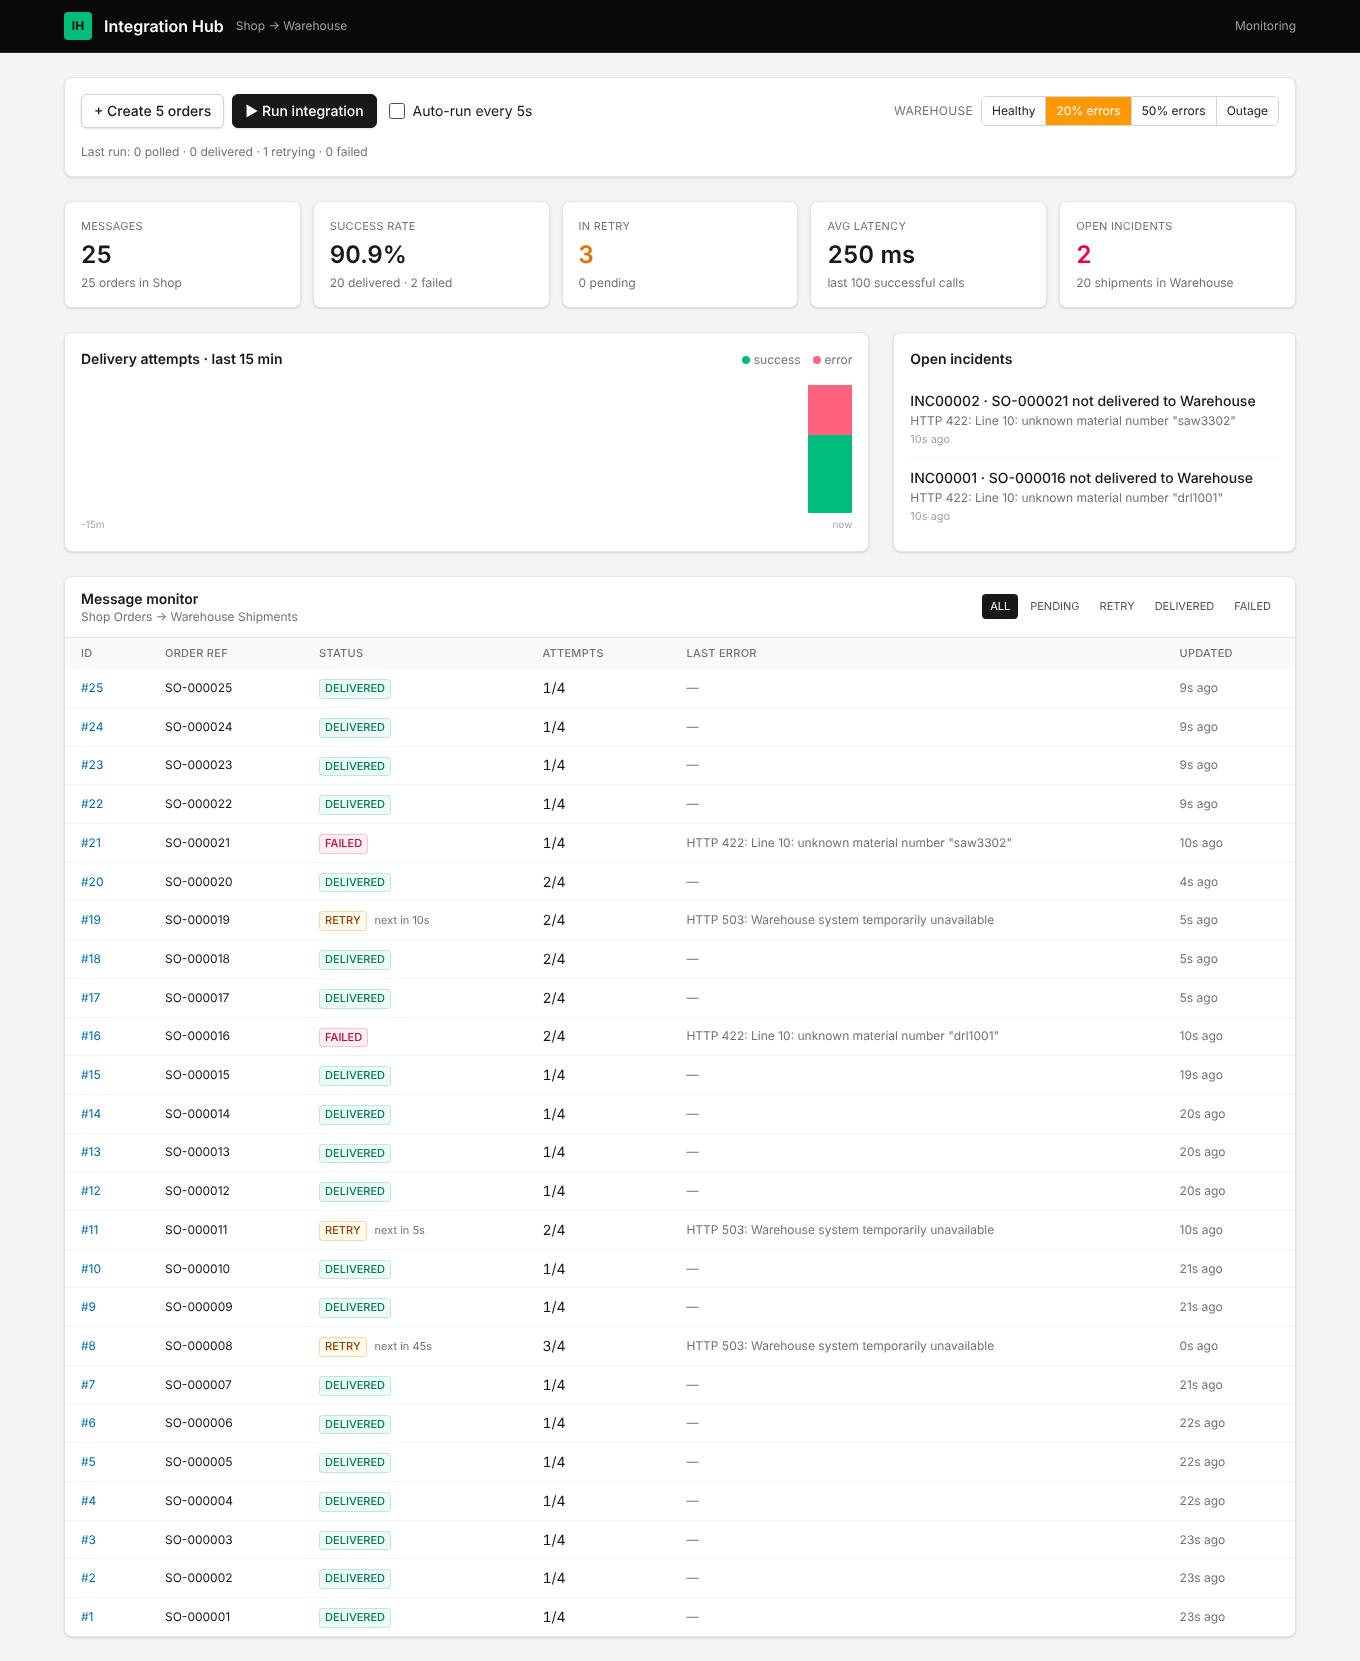 IH Integration Hub Shop → Warehouse Monitoring
+ Create 5 orders ▶ Run integration Auto-run every 5s WAREHOUSE Healthy 20% errors 50% errors Outage
Last run: 0 polled · 0 delivered · 1 retrying · 0 failed
MESSAGES
25
25 orders in Shop
SUCCESS RATE
90.9%
20 delivered · 2 failed
IN RETRY
3
0 pending
AVG LATENCY
250 ms
last 100 successful calls
OPEN INCIDENTS
2
20 shipments in Warehouse
Delivery attempts · last 15 min success error
-15m now
Open incidents
INC00002 · SO-000021 not delivered to Warehouse
HTTP 422: Line 10: unknown material number "saw3302"
10s ago
INC00001 · SO-000016 not delivered to Warehouse
HTTP 422: Line 10: unknown material number "drl1001"
10s ago
Message monitor
Shop Orders → Warehouse Shipments
ALL PENDING RETRY DELIVERED FAILED
ID ORDER REF STATUS ATTEMPTS LAST ERROR UPDATED
#25 SO-000025 DELIVERED 1/4 — 9s ago
#24 SO-000024 DELIVERED 1/4 — 9s ago
#23 SO-000023 DELIVERED 1/4 — 9s ago
#22 SO-000022 DELIVERED 1/4 — 9s ago
#21 SO-000021 FAILED 1/4 HTTP 422: Line 10: unknown material number "saw3302" 10s ago
#20 SO-000020 DELIVERED 2/4 — 4s ago
#19 SO-000019 RETRY next in 10s 2/4 HTTP 503: Warehouse system temporarily unavailable 5s ago
#18 SO-000018 DELIVERED 2/4 — 5s ago
#17 SO-000017 DELIVERED 2/4 — 5s ago
#16 SO-000016 FAILED 2/4 HTTP 422: Line 10: unknown material number "drl1001" 10s ago
#15 SO-000015 DELIVERED 1/4 — 19s ago
#14 SO-000014 DELIVERED 1/4 — 20s ago
#13 SO-000013 DELIVERED 1/4 — 20s ago
#12 SO-000012 DELIVERED 1/4 — 20s ago
#11 SO-000011 RETRY next in 5s 2/4 HTTP 503: Warehouse system temporarily unavailable 10s ago
#10 SO-000010 DELIVERED 1/4 — 21s ago
#9 SO-000009 DELIVERED 1/4 — 21s ago
#8 SO-000008 RETRY next in 45s 3/4 HTTP 503: Warehouse system temporarily unavailable 0s ago
#7 SO-000007 DELIVERED 1/4 — 21s ago
#6 SO-000006 DELIVERED 1/4 — 22s ago
#5 SO-000005 DELIVERED 1/4 — 22s ago
#4 SO-000004 DELIVERED 1/4 — 22s ago
#3 SO-000003 DELIVERED 1/4 — 23s ago
#2 SO-000002 DELIVERED 1/4 — 23s ago
#1 SO-000001 DELIVERED 1/4 — 23s ago